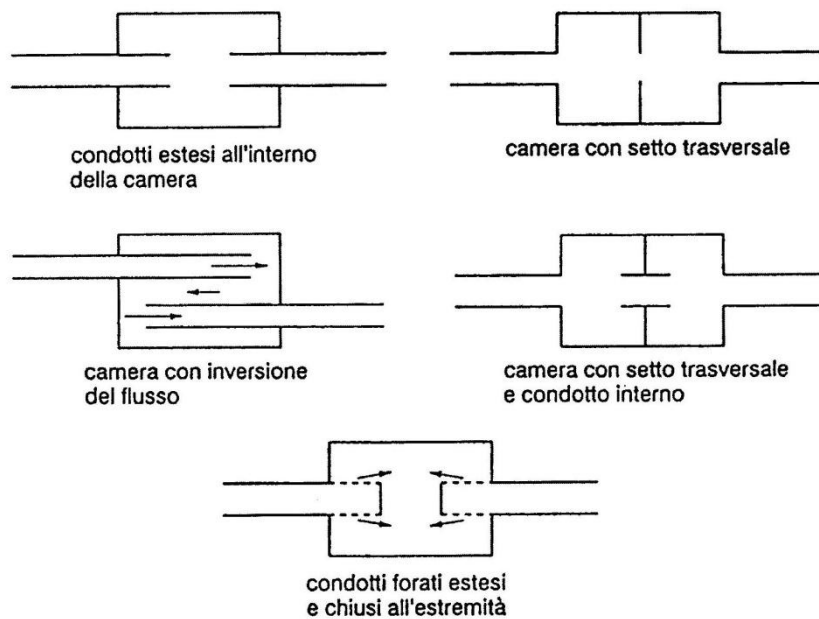 condotti estesi all'interno
della camera
camera con setto trasversale
camera con inversione
del flusso
camera con setto trasversale
e condotto interno
condotti forati estesi
e chiusi all'estremità